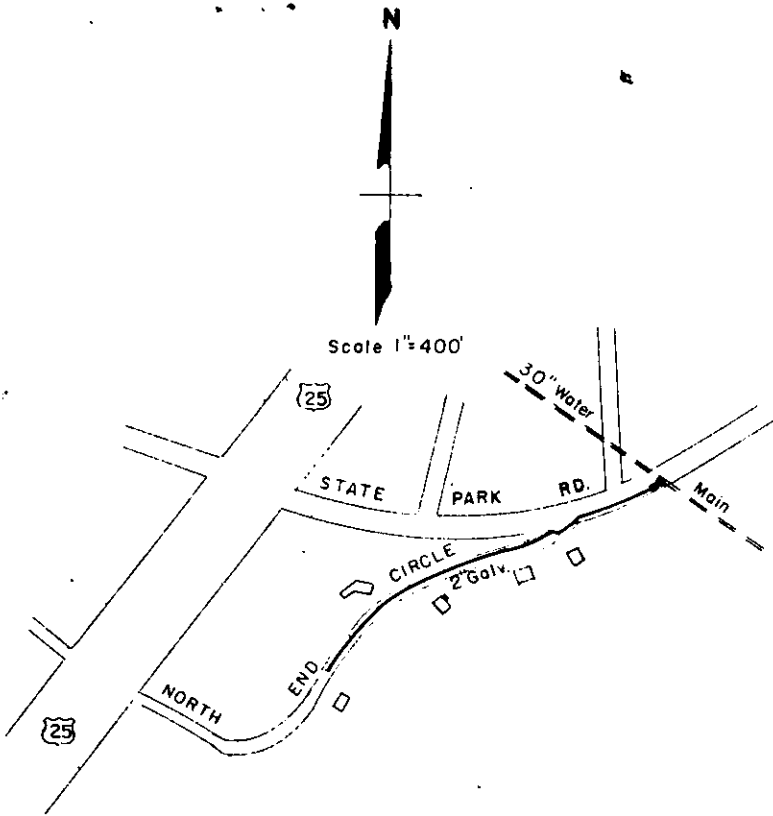 N
Scale 1"=400'
25
30" Water
Main
STATE PARK RD.
CIRCLE
2" Galv.
END
NORTH
25